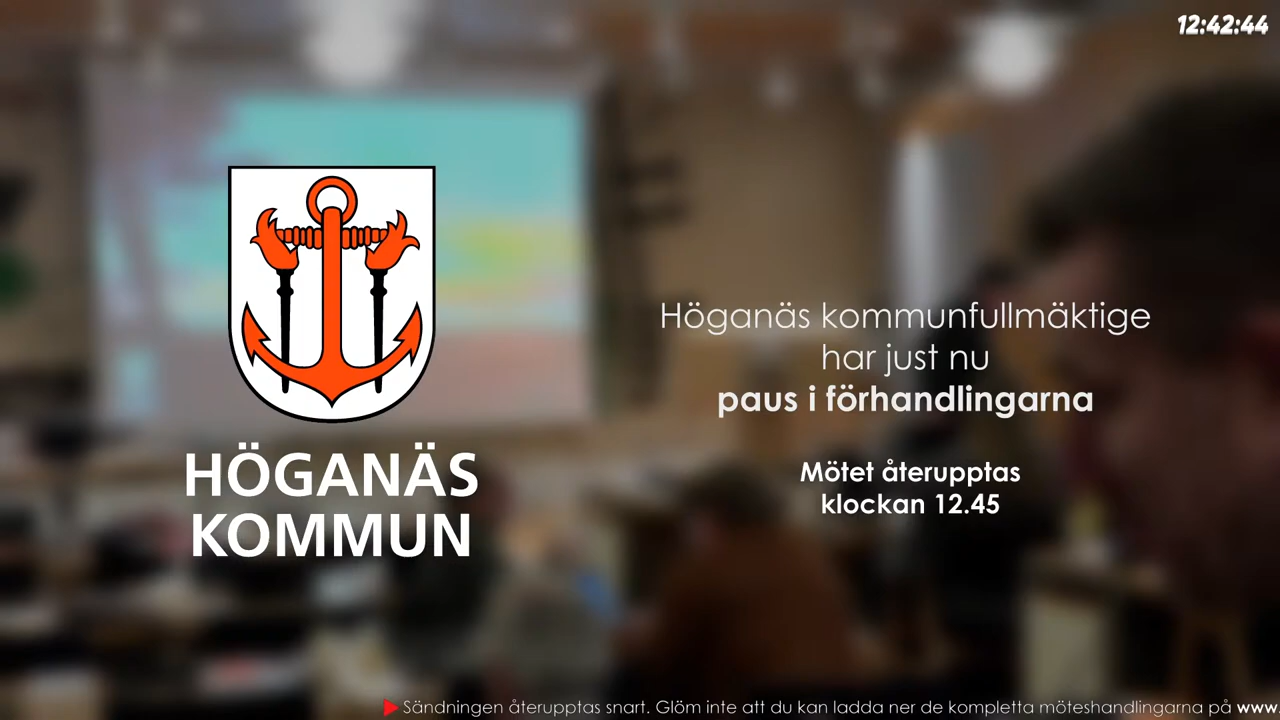 12:42:44
HÖGANÄS
KOMMUN
Höganäs kommunfullmäktige
har just nu
paus i förhandlingarna
Mötet återupptas
klockan 12.45
Sändningen återupptas snart. Glöm inte att du kan ladda ner de kompletta möteshandlingarna på www.